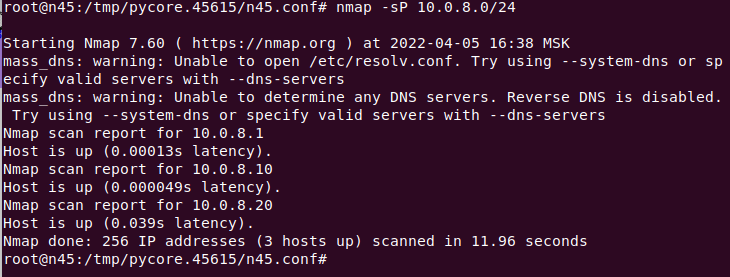 root@n45:/tmp/pycore.45615/n45.conf# nmap -sP 10.0.8.0/24
Starting Nmap 7.60 ( https://nmap.org ) at 2022-04-05 16:38 MSK
mass_dns: warning: Unable to open /etc/resolv.conf. Try using --system-dns or sp
ecify valid servers with --dns-servers
mass_dns: warning: Unable to determine any DNS servers. Reverse DNS is disabled.
 Try using --system-dns or specify valid servers with --dns-servers
Nmap scan report for 10.0.8.1
Host is up (0.00013s latency).
Nmap scan report for 10.0.8.10
Host is up (0.000049s latency).
Nmap scan report for 10.0.8.20
Host is up (0.039s latency).
Nmap done: 256 IP addresses (3 hosts up) scanned in 11.96 seconds
root@n45:/tmp/pycore.45615/n45.conf#